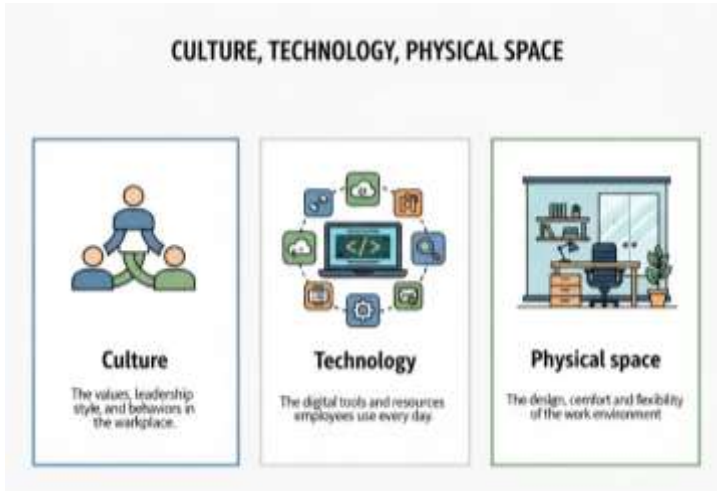 CULTURE, TECHNOLOGY, PHYSICAL SPACE
Culture
The values, leadership
style, and behaviors in
the warkplace.
Technology
The digital tools and resources
employees use every day
Physical space
The design, comfort and flexibility
of the work environment